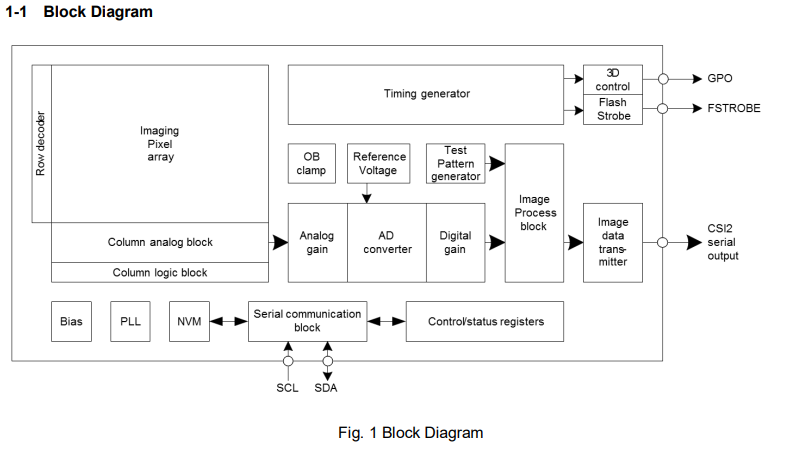 1-1 Block Diagram
Row decoder
Imaging
Pixel
array
Column analog block
Column logic block
Timing generator
3D
control
Flash
Strobe
GPO
FSTROBE
OB
clamp
Reference
Voltage
Test
Pattern
generator
Analog
gain
AD
converter
Digital
gain
Image
Process
block
Image
data
trans-
mitter
CSI2
serial
output
Bias
PLL
NVM
Serial communication
block
Control/status registers
SCL
SDA
Fig. 1 Block Diagram